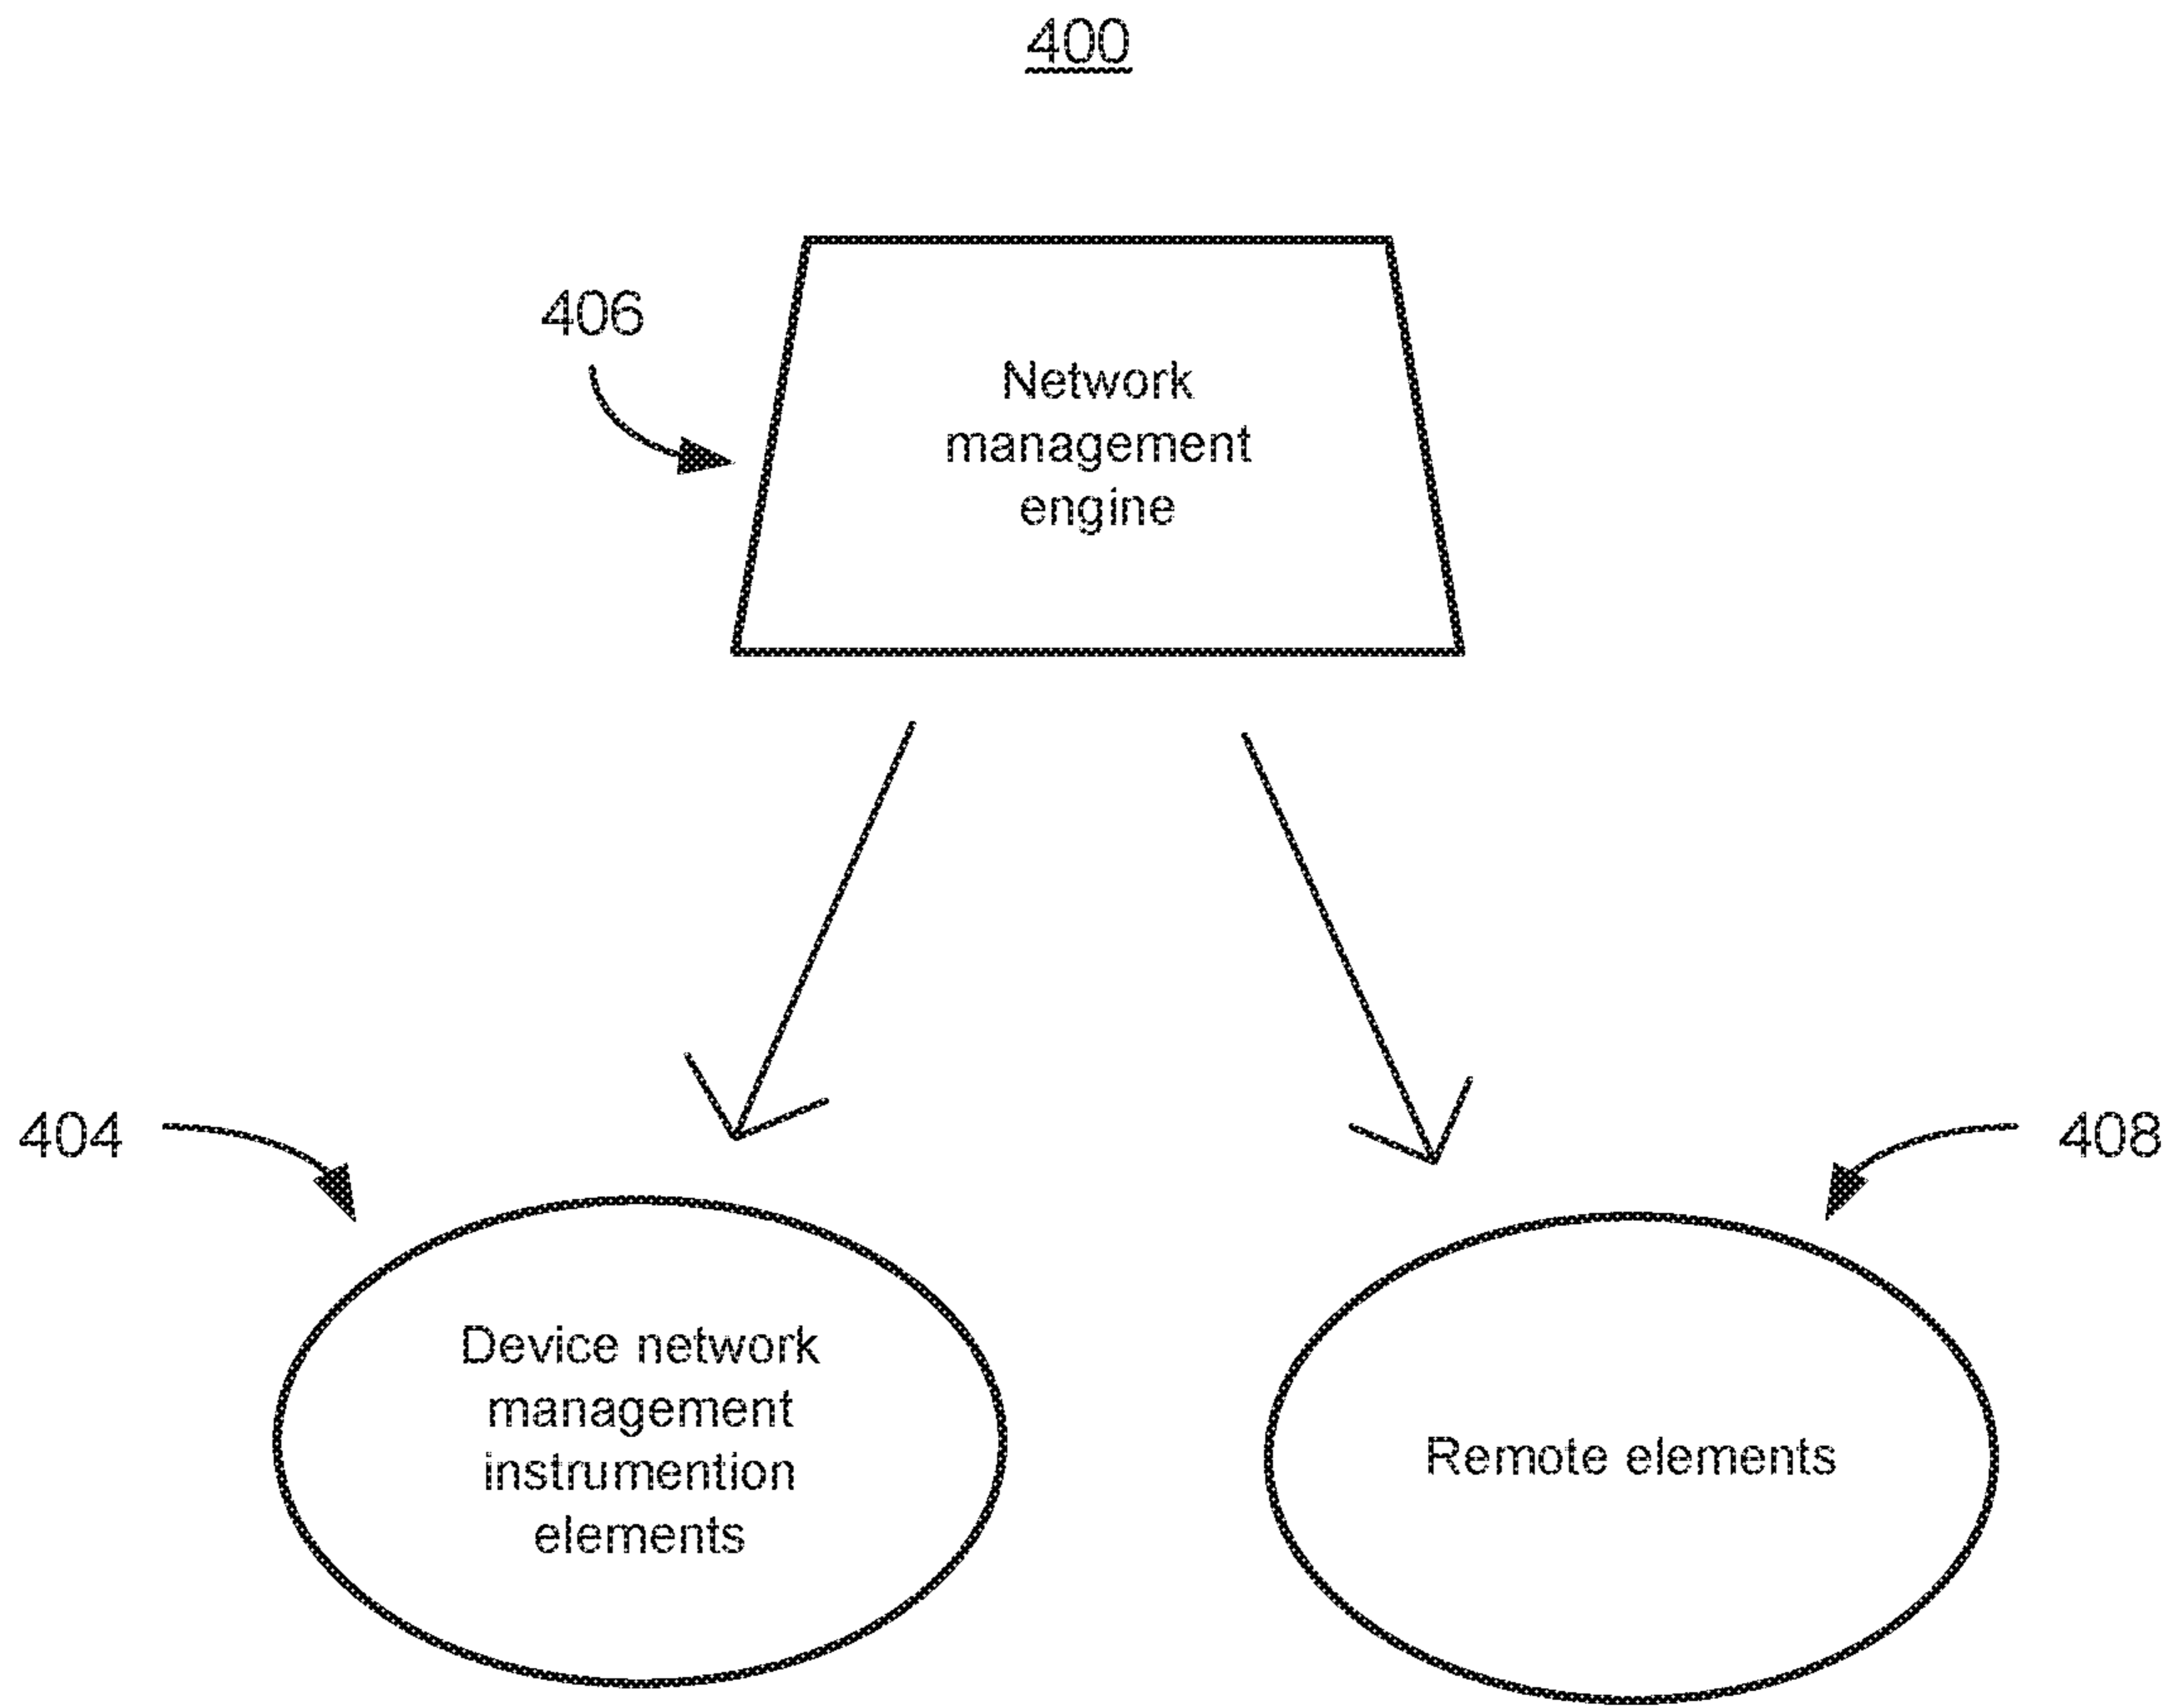 400
406
Network
management
engine
404
408
Device network
management
instrumention
elements
Remote elements